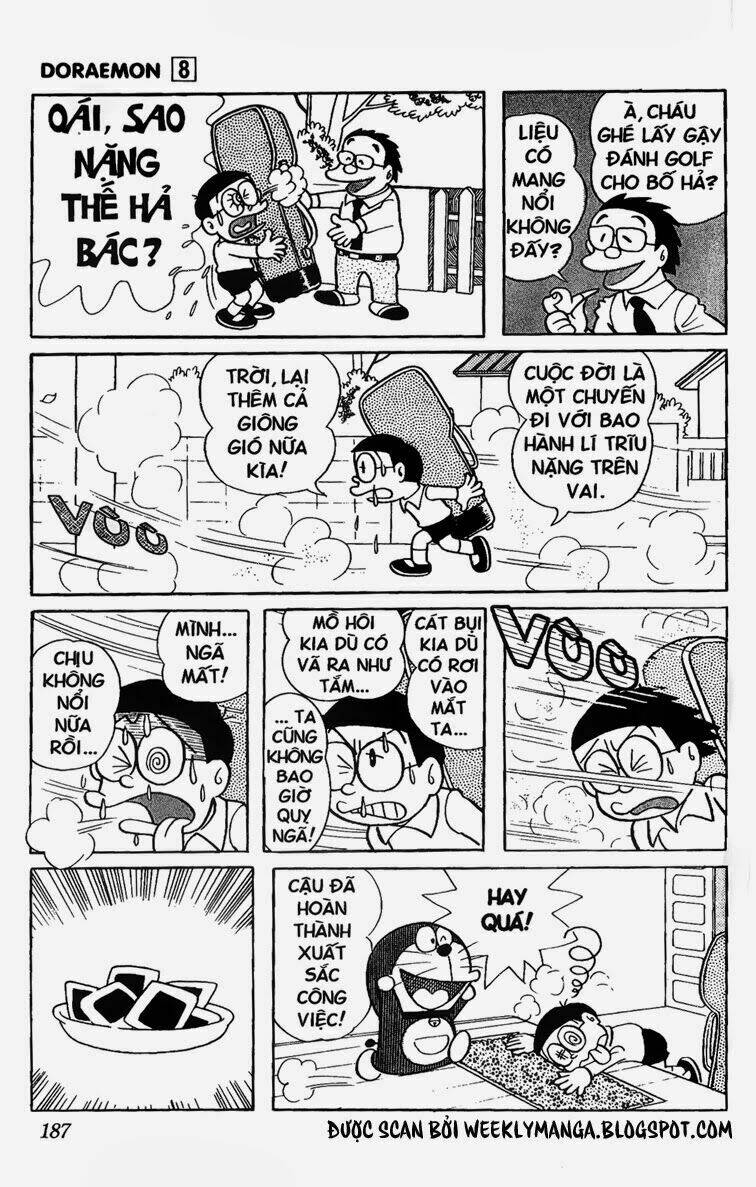 DORAEMON 8
À, CHÁU
GHÉ LẤY GẬY
ĐÁNH GOLF
CHO BỐ HẢ?
LIỆU
CÓ
MANG
NỔI
KHÔNG
ĐẤY?
QÁI, SAO
NẶNG
THẾ HẢ
BÁC?
CUỘC ĐỜI LÀ
MỘT CHUYẾN
ĐI VỚI BAO
HÀNH LÍ TRĨU
NẶNG TRÊN
VAI.
TRỜI, LẠI
THÊM CẢ
GIÔNG
GIÓ NỮA
KÌA!
VÙÙ
VÙÙ
CÁT BỤI
KIA DÙ
CÓ RƠI
VÀO
MẮT
TA...
MỒ HÔI
KIA DÙ CÓ
VÃ RA NHƯ
TẮM...
... TA
CŨNG
KHÔNG
BAO
GIỜ
QUỴ
NGÃ!
MÌNH...
NGÃ
MẤT!
CHỊU
KHÔNG
NỔI
NỮA
RỒI...
HAY
QUÁ!
CẬU ĐÃ
HOÀN
THÀNH
XUẤT
SẮC
CÔNG
VIỆC!
187
ĐƯỢC SCAN BỞI WEEKLYMANGA.BLOGSPOT.COM